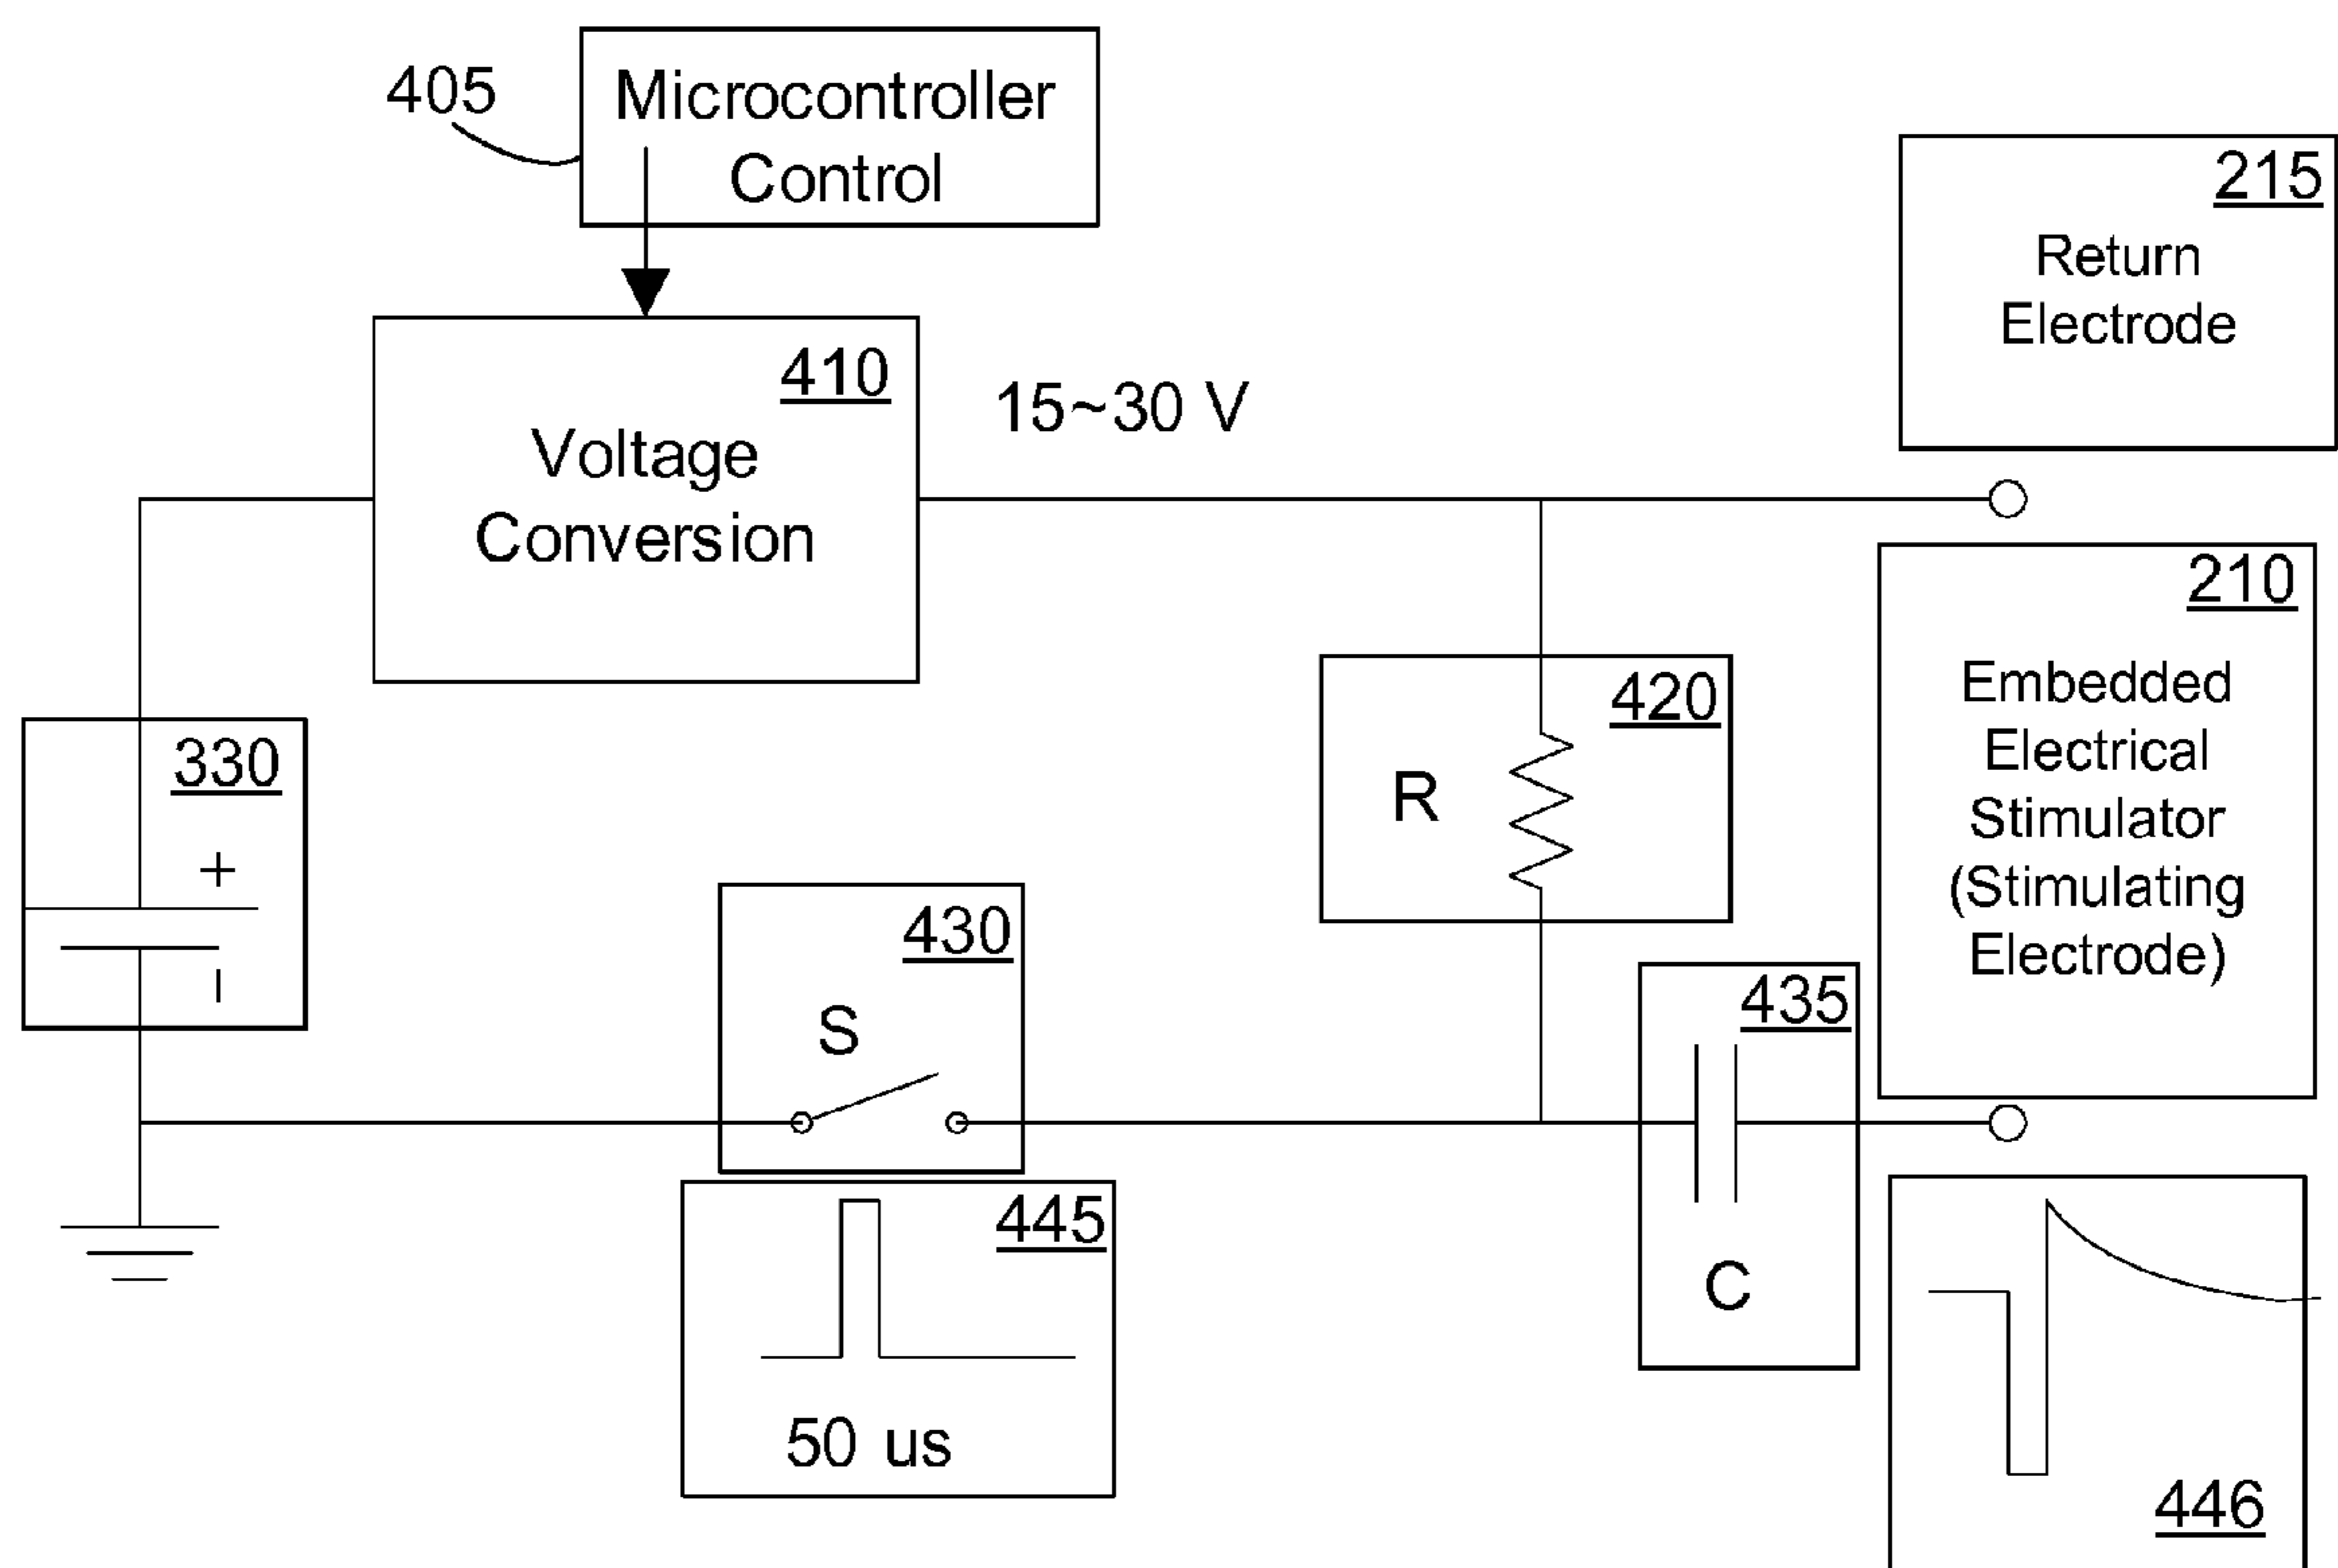 405
Microcontroller
Control
215
Return
Electrode
410
Voltage
Conversion
15~30 V
210
Embedded
Electrical
Stimulator
(Stimulating
Electrode)
420
R
330
+
–
430
S
435
C
445
50 us
446